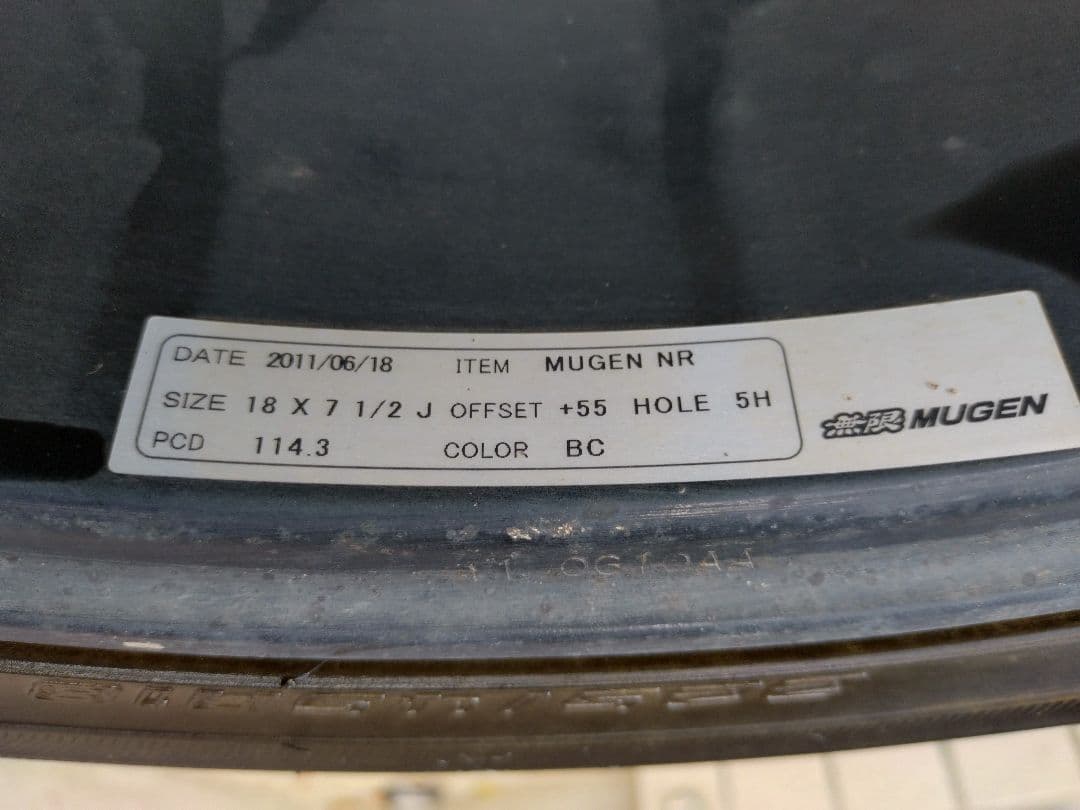 DATE 2011/06/18 ITEM MUGEN NR
SIZE 18 X 7 1/2 J OFFSET +55 HOLE 5H
PCD 114.3 COLOR BC
無限 MUGEN